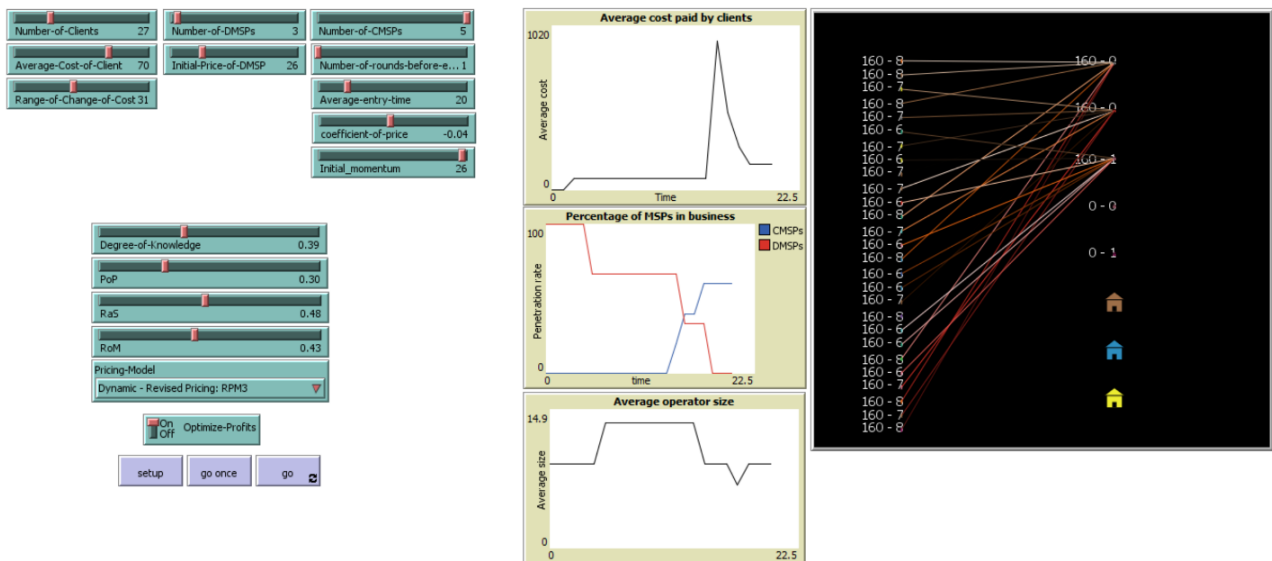 Number-of-Clients 27
Number-of-DMSPs 3
Number-of-CMSPs 5
Average-Cost-of-Client 70
Initial-Price-of-DMSP 26
Number-of-rounds-before-e... 1
Range-of-Change-of-Cost 31
Average-entry-time 20
coefficient-of-price -0.04
Initial_momentum 26
Degree-of-Knowledge 0.39
PoP 0.30
RaS 0.48
RoM 0.43
Pricing-Model
Dynamic - Revised Pricing: RPM3
On
Off
Optimize-Profits
setup
go once
go
Average cost paid by clients
1020
Average cost
0
0
Time
22.5
Percentage of MSPs in business
100
Penetration rate
0
0
time
22.5
CMSPs
DMSPs
Average operator size
14.9
Average size
0
0
22.5
160 - 8
160 - 8
160 - 7
160 - 8
160 - 7
160 - 6
160 - 7
160 - 6
160 - 7
160 - 7
160 - 6
160 - 8
160 - 7
160 - 6
160 - 8
160 - 6
160 - 6
160 - 7
160 - 8
160 - 6
160 - 6
160 - 8
160 - 6
160 - 7
160 - 8
160 - 7
160 - 8
160 - 0
160 - 0
160 - 1
0 - 0
0 - 1